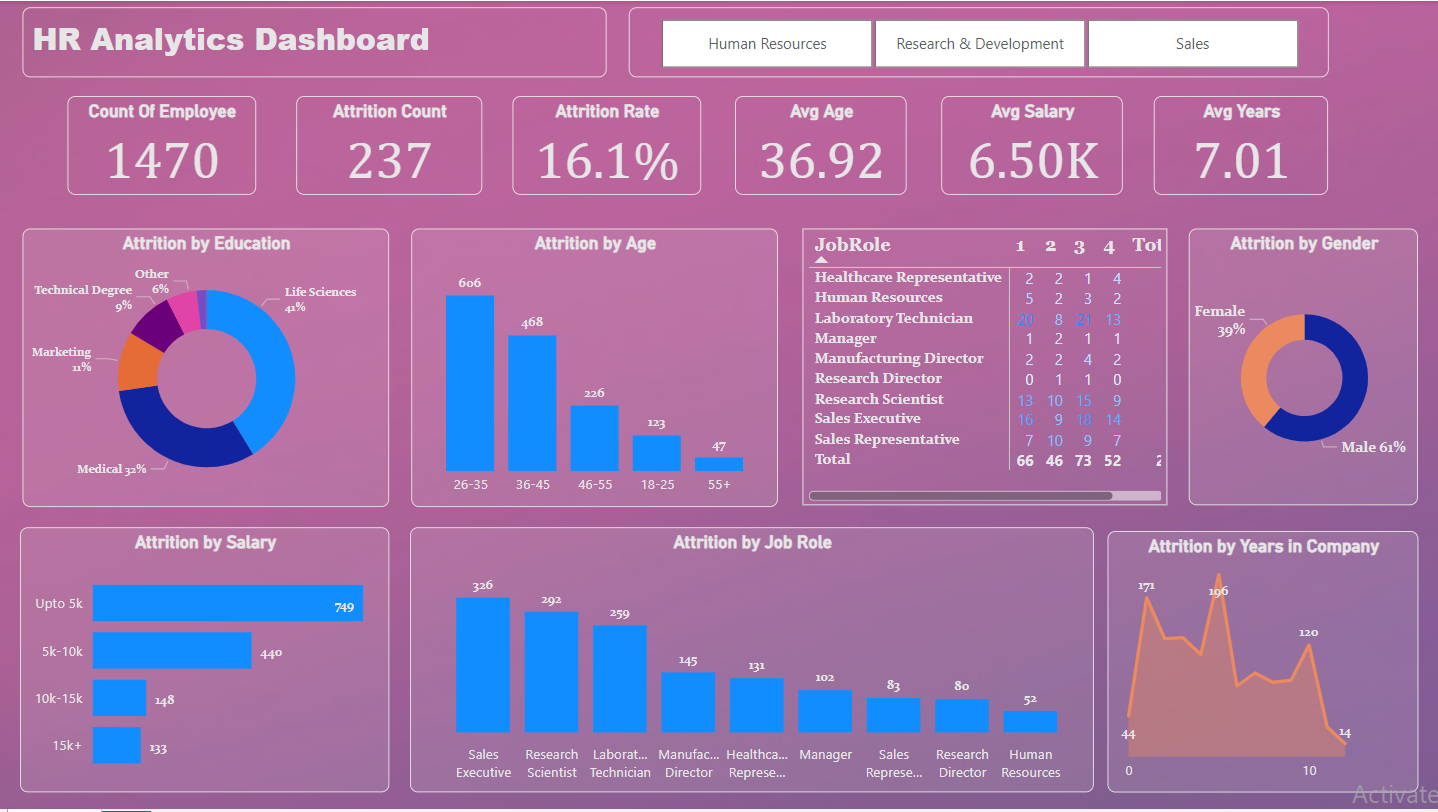 HR Analytics Dashboard
Human Resources
Research & Development
Sales
Count Of Employee
1470
Attrition Count
237
Attrition Rate
16.1%
Avg Age
36.92
Avg Salary
6.50K
Avg Years
7.01
Attrition by Education
Other
6%
Technical Degree
9%
Life Sciences
41%
Marketing
11%
Medical 32%
Attrition by Age
606
468
226
123
47
26-35
36-45
46-55
18-25
55+
JobRole 1 2 3 4 Tot
Healthcare Representative 2 2 1 4
Human Resources 5 2 3 2
Laboratory Technician 20 8 21 13
Manager 1 2 1 1
Manufacturing Director 2 2 4 2
Research Director 0 1 1 0
Research Scientist 13 10 15 9
Sales Executive 16 9 18 14
Sales Representative 7 10 9 7
Total 66 46 73 52 2
Attrition by Gender
Female
39%
Male 61%
Attrition by Salary
Upto 5k 749
5k-10k 440
10k-15k 148
15k+ 133
Attrition by Job Role
326
292
259
145
131
102
83
80
52
Sales
Executive
Research
Scientist
Laborat...
Technician
Manufac...
Director
Healthca...
Represe...
Manager
Sales
Represe...
Research
Director
Human
Resources
Attrition by Years in Company
171
196
120
44
14
0
10
Activate